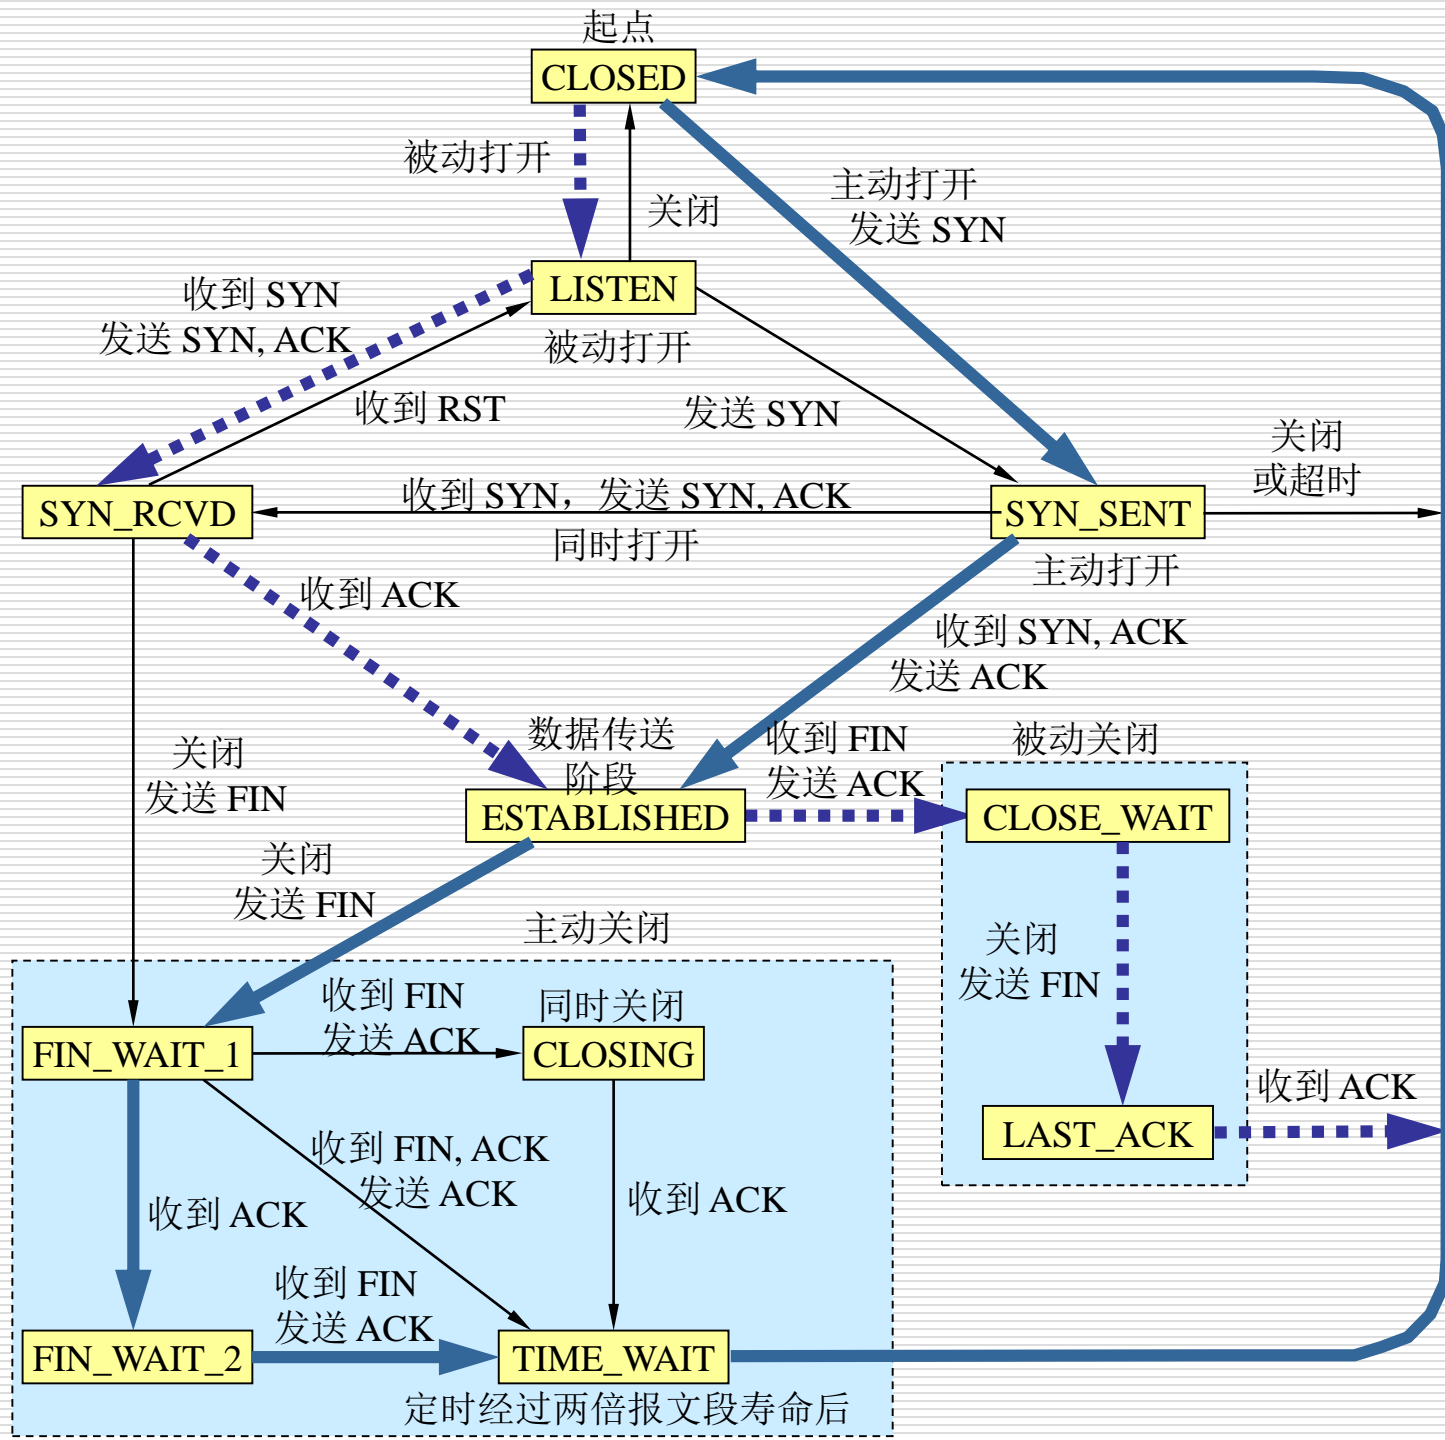 起点
CLOSED
被动打开
关闭
主动打开
发送 SYN
收到 SYN
发送 SYN, ACK
LISTEN
被动打开
收到 RST
发送 SYN
关闭
或超时
SYN_RCVD
收到 SYN，发送 SYN, ACK
同时打开
SYN_SENT
主动打开
收到 ACK
收到 SYN, ACK
发送 ACK
关闭
发送 FIN
数据传送
阶段
ESTABLISHED
收到 FIN
发送 ACK
被动关闭
CLOSE_WAIT
关闭
发送 FIN
主动关闭
关闭
发送 FIN
收到 FIN
发送 ACK
同时关闭
FIN_WAIT_1
CLOSING
LAST_ACK
收到 ACK
收到 FIN, ACK
发送 ACK
收到 ACK
收到 ACK
收到 FIN
发送 ACK
FIN_WAIT_2
TIME_WAIT
定时经过两倍报文段寿命后